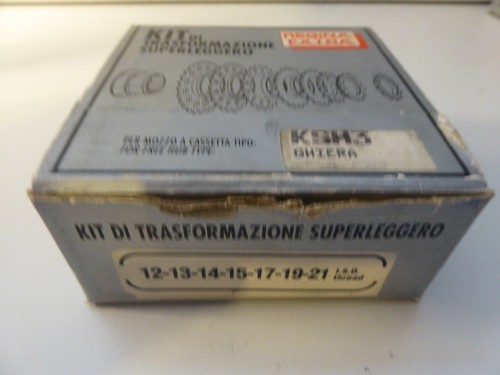 KIT DI
TRASFORMAZIONE
SUPERLEGGERO
REGINA
EXTRA
PER MOZZO A CASSETTA TIPO:
FOR FREE HUB TYPE:
KSH3
GHIERA
KIT DI TRASFORMAZIONE SUPERLEGGERO
12-13-14-15-17-19-21 I.S.O.
thread